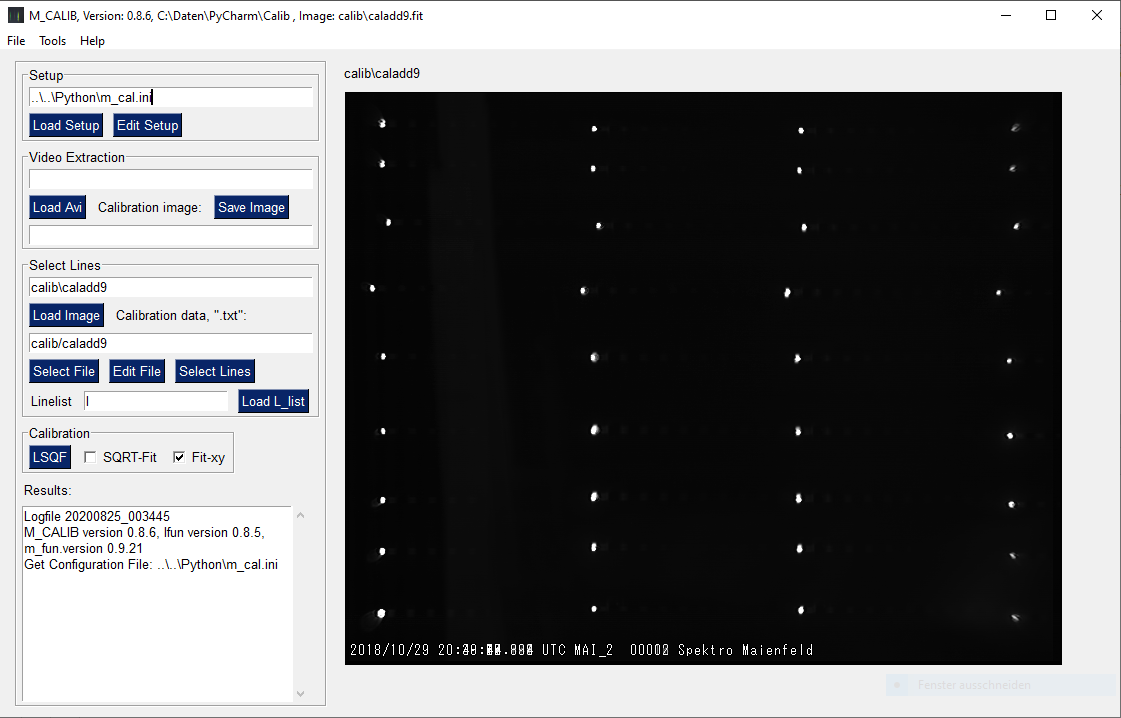 M_CALIB, Version: 0.8.6, C:\Daten\PyCharm\Calib , Image: calib\caladd9.fit
File Tools Help
Setup
..\..\Python\m_cal.ini
Load Setup Edit Setup
Video Extraction
Load Avi Calibration image: Save Image
Select Lines
calib\caladd9
Load Image Calibration data, ".txt":
calib/caladd9
Select File Edit File Select Lines
Linelist l Load L_list
Calibration
LSQF SQRT-Fit Fit-xy
Results:
Logfile 20200825_003445
M_CALIB version 0.8.6, lfun version 0.8.5,
m_fun.version 0.9.21
Get Configuration File: ..\..\Python\m_cal.ini
calib\caladd9
2018/10/29 UTC MAI_2 Spektro Maienfeld
Fenster ausschneiden